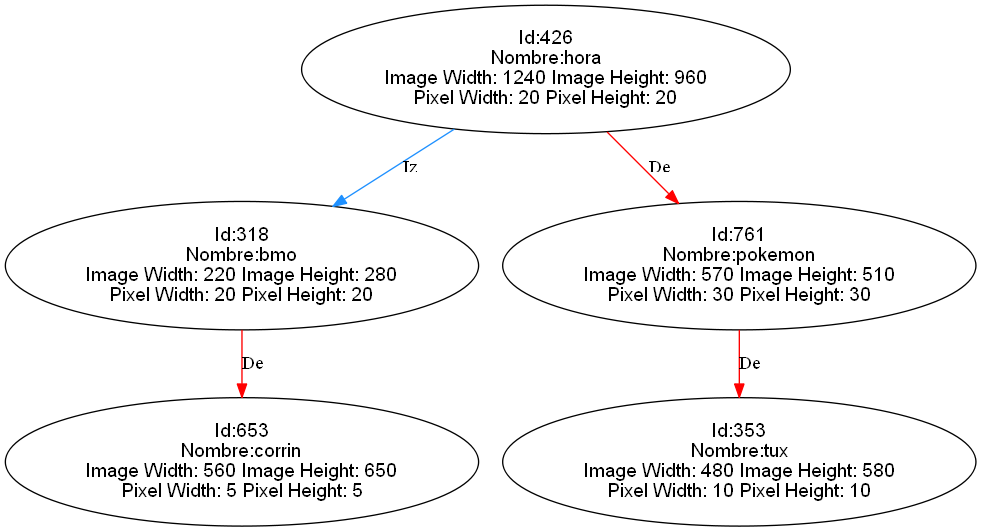 Id:426
Nombre:hora
Image Width: 1240 Image Height: 960
Pixel Width: 20 Pixel Height: 20
Iz
De
Id:318
Nombre:bmo
Image Width: 220 Image Height: 280
Pixel Width: 20 Pixel Height: 20
Id:761
Nombre:pokemon
Image Width: 570 Image Height: 510
Pixel Width: 30 Pixel Height: 30
De
De
Id:653
Nombre:corrin
Image Width: 560 Image Height: 650
Pixel Width: 5 Pixel Height: 5
Id:353
Nombre:tux
Image Width: 480 Image Height: 580
Pixel Width: 10 Pixel Height: 10